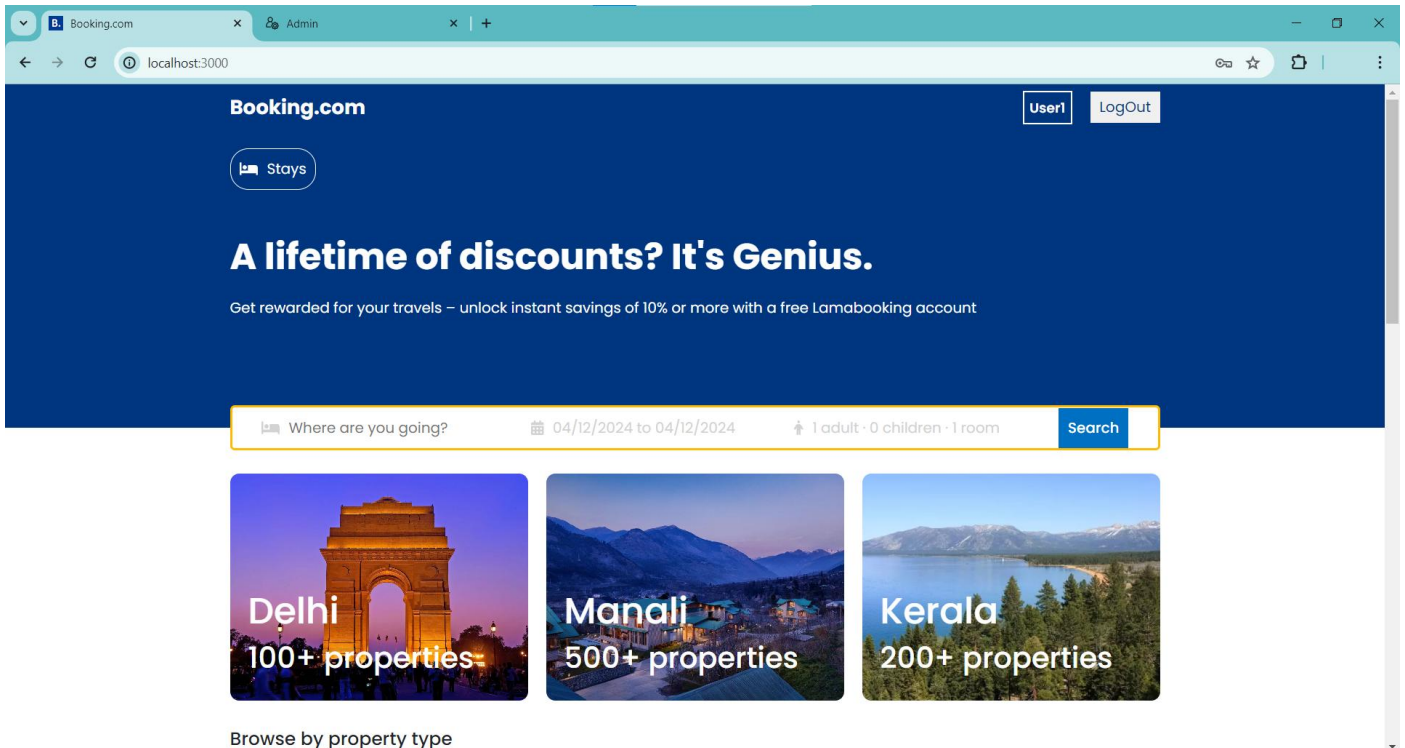 B. Booking.com
Admin
localhost:3000
Booking.com
User1
LogOut
Stays
A lifetime of discounts? It's Genius.
Get rewarded for your travels – unlock instant savings of 10% or more with a free Lamabooking account
Where are you going?
04/12/2024 to 04/12/2024
1 adult · 0 children · 1 room
Search
Delhi
100+ properties
Manali
500+ properties
Kerala
200+ properties
Browse by property type